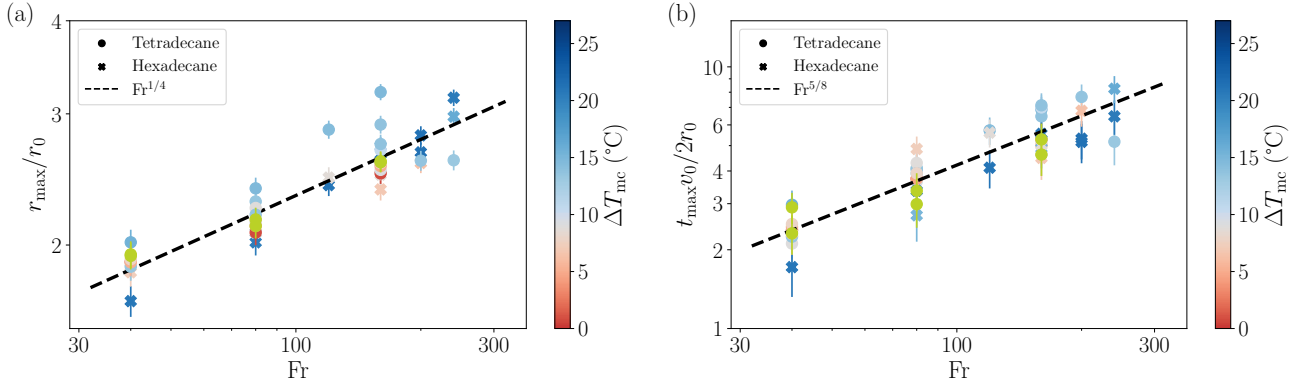 (a)
4
3
2
r_max/r_0
Tetradecane
Hexadecane
Fr^{1/4}
30
100
300
Fr
25
20
15
10
5
0
ΔT_mc (°C)
(b)
10
6
4
3
2
1
t_max v_0/2r_0
Tetradecane
Hexadecane
Fr^{5/8}
30
100
300
Fr
25
20
15
10
5
0
ΔT_mc (°C)